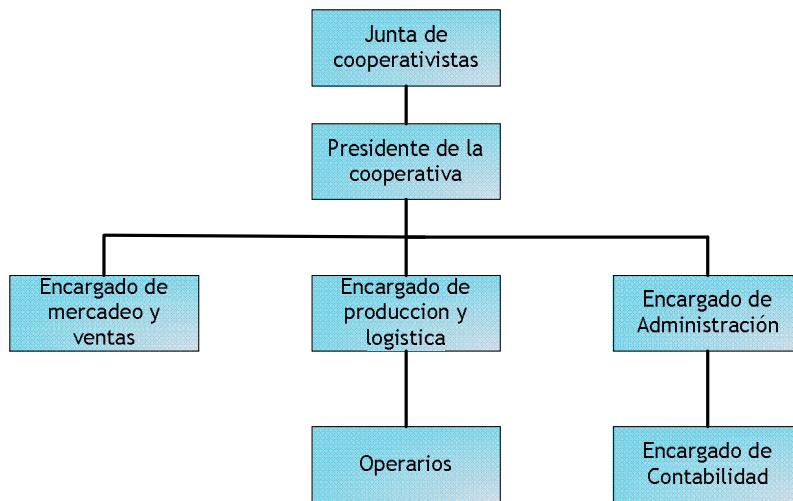 Junta de
cooperativistas
Presidente de la
cooperativa
Encargado de
mercadeo y
ventas
Encargado de
produccion y
logistica
Encargado de
Administración
Operarios
Encargado de
Contabilidad